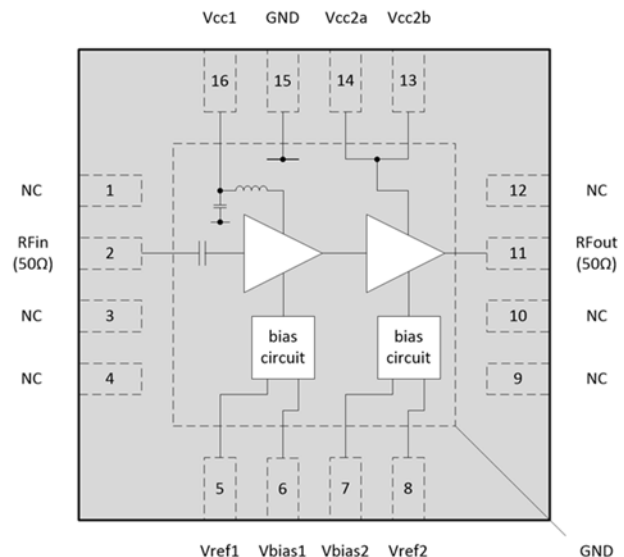 Vcc1 GND Vcc2a Vcc2b
16 15 14 13
NC 1 12 NC
RFin
(50Ω) 2 11 RFout
(50Ω)
NC 3 10 NC
NC 4 9 NC
bias
circuit
bias
circuit
5 6 7 8
Vref1 Vbias1 Vbias2 Vref2 GND